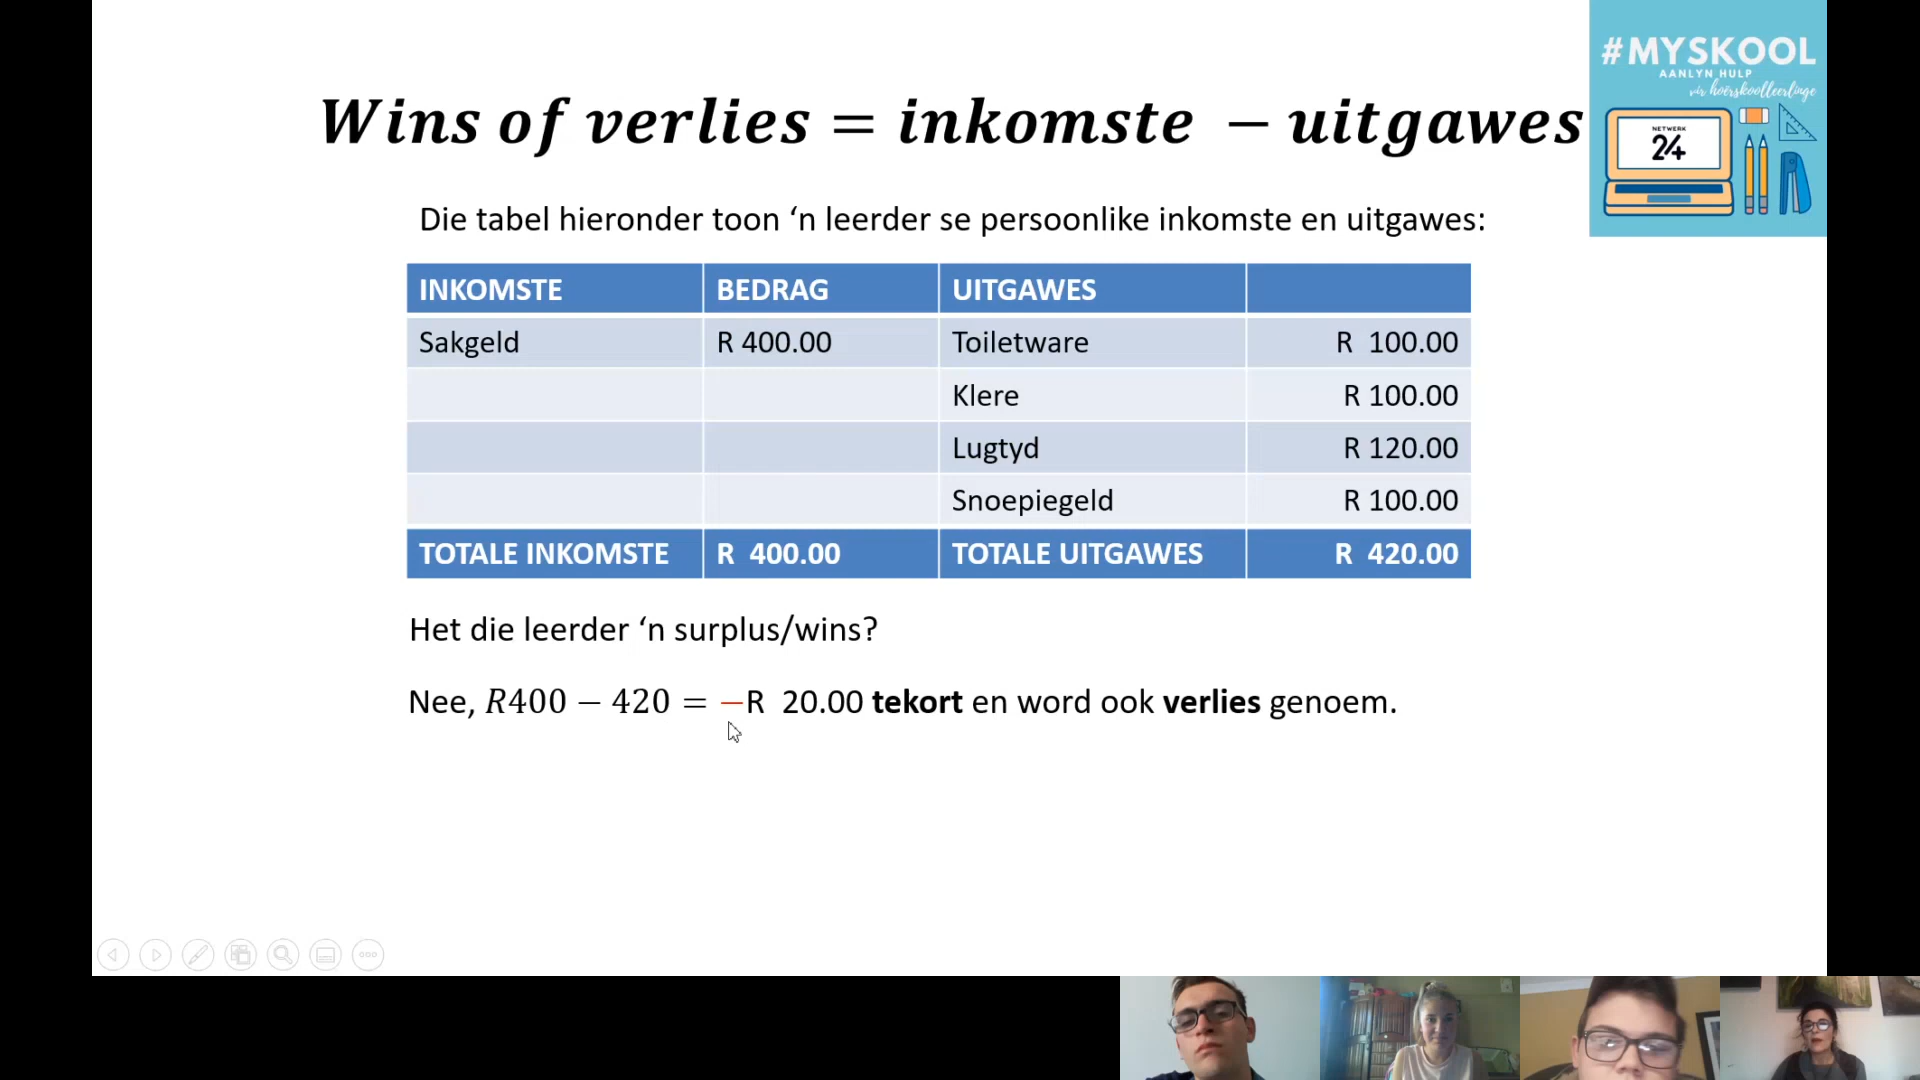 #MYSKOOL
AANLYN HULP
vir hoërskoolleerlinge
NETWERK
24
Wins of verlies = inkomste − uitgawes
Die tabel hieronder toon ‘n leerder se persoonlike inkomste en uitgawes:
INKOMSTE BEDRAG UITGAWES
Sakgeld R 400.00 Toiletware R 100.00
Klere R 100.00
Lugtyd R 120.00
Snoepiegeld R 100.00
TOTALE INKOMSTE R 400.00 TOTALE UITGAWES R 420.00
Het die leerder ‘n surplus/wins?
Nee, R400 − 420 = −R 20.00 tekort en word ook verlies genoem.